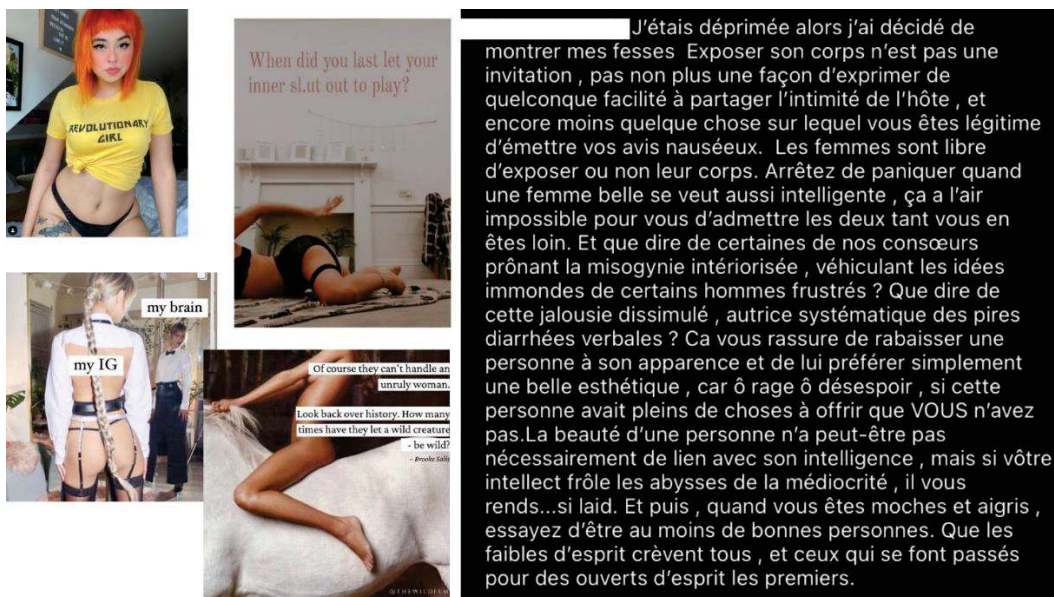 REVOLUTIONARY
GIRL
When did you last let your
inner sl.ut out to play?
my brain
my IG
Of course they can't handle an
unruly woman.
Look back over history. How many
times have they let a wild creature
- be wild?
- Brooke Solis
@THEWILDFEM
J'étais déprimée alors j'ai décidé de
montrer mes fesses Exposer son corps n'est pas une
invitation , pas non plus une façon d'exprimer de
quelconque facilité à partager l'intimité de l'hôte , et
encore moins quelque chose sur lequel vous êtes légitime
d'émettre vos avis nauséeux. Les femmes sont libre
d'exposer ou non leur corps. Arrêtez de paniquer quand
une femme belle se veut aussi intelligente , ça a l'air
impossible pour vous d'admettre les deux tant vous en
êtes loin. Et que dire de certaines de nos consœurs
prônant la misogynie intériorisée , véhiculant les idées
immondes de certains hommes frustrés ? Que dire de
cette jalousie dissimulé , autrice systématique des pires
diarrhées verbales ? Ca vous rassure de rabaisser une
personne à son apparence et de lui préférer simplement
une belle esthétique , car ô rage ô désespoir , si cette
personne avait pleins de choses à offrir que VOUS n'avez
pas.La beauté d'une personne n'a peut-être pas
nécessairement de lien avec son intelligence , mais si vôtre
intellect frôle les abysses de la médiocrité , il vous
rends...si laid. Et puis , quand vous êtes moches et aigris ,
essayez d'être au moins de bonnes personnes. Que les
faibles d'esprit crèvent tous , et ceux qui se font passés
pour des ouverts d'esprit les premiers.